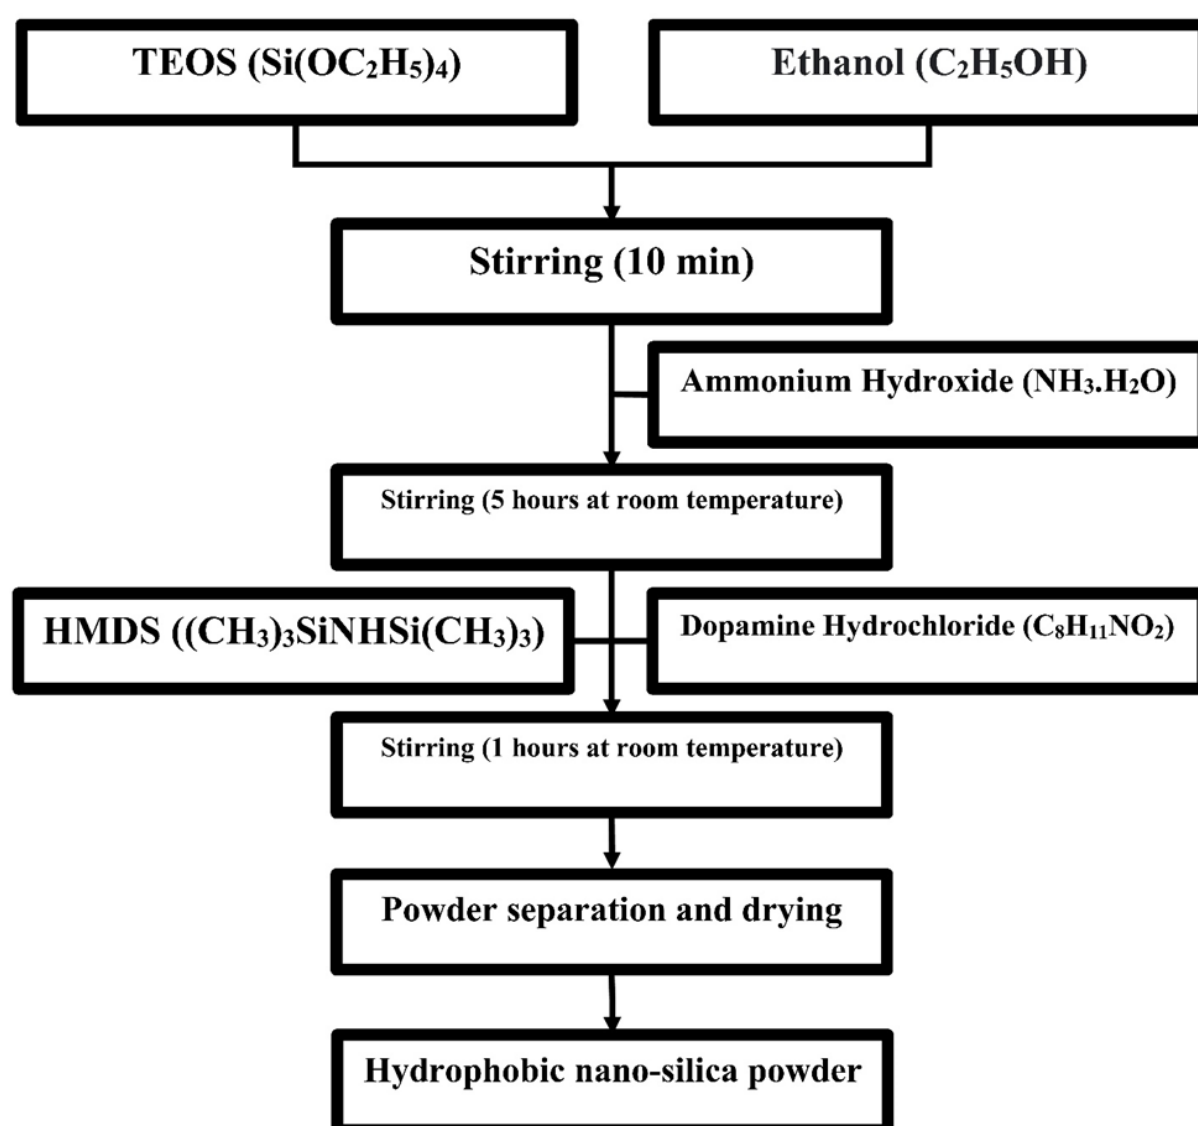 TEOS (Si(OC₂H₅)₄)
Ethanol (C₂H₅OH)
Stirring (10 min)
Ammonium Hydroxide (NH₃.H₂O)
Stirring (5 hours at room temperature)
HMDS ((CH₃)₃SiNHSi(CH₃)₃)
Dopamine Hydrochloride (C₈H₁₁NO₂)
Stirring (1 hours at room temperature)
Powder separation and drying
Hydrophobic nano-silica powder